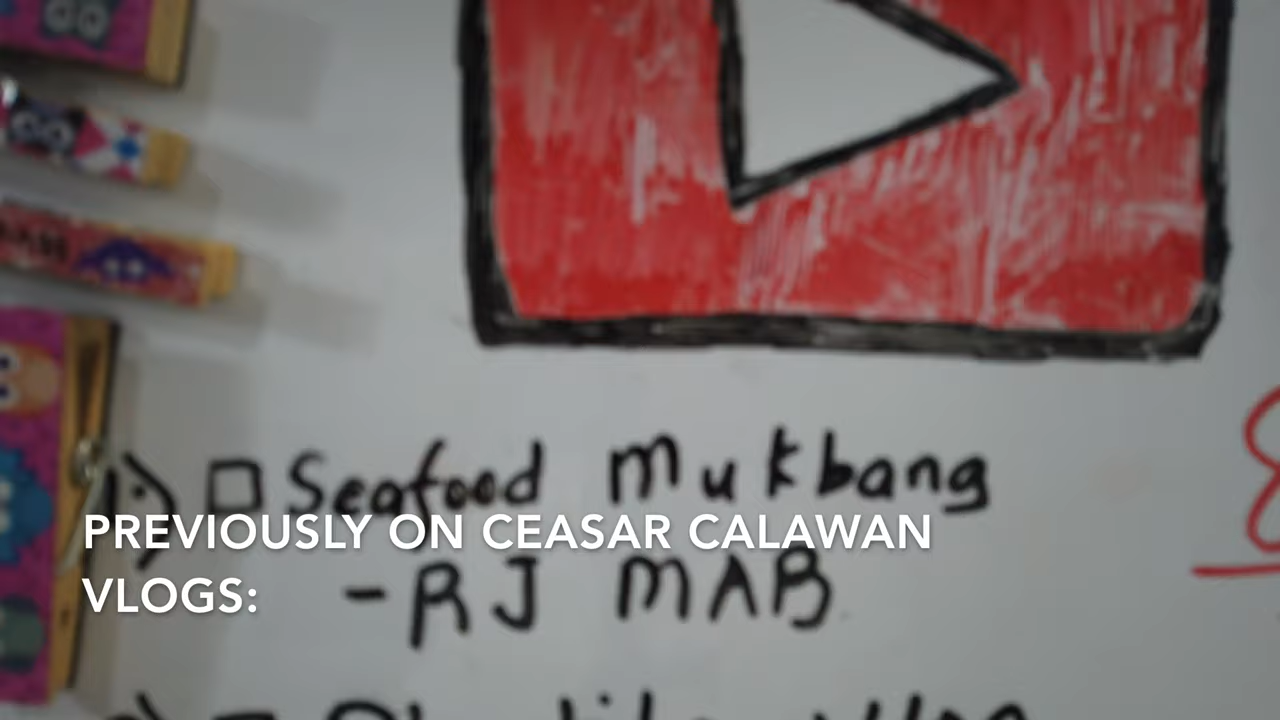 1.) Seafood Mukbang
PREVIOUSLY ON CEASAR CALAWAN
VLOGS:
- RJ MAB